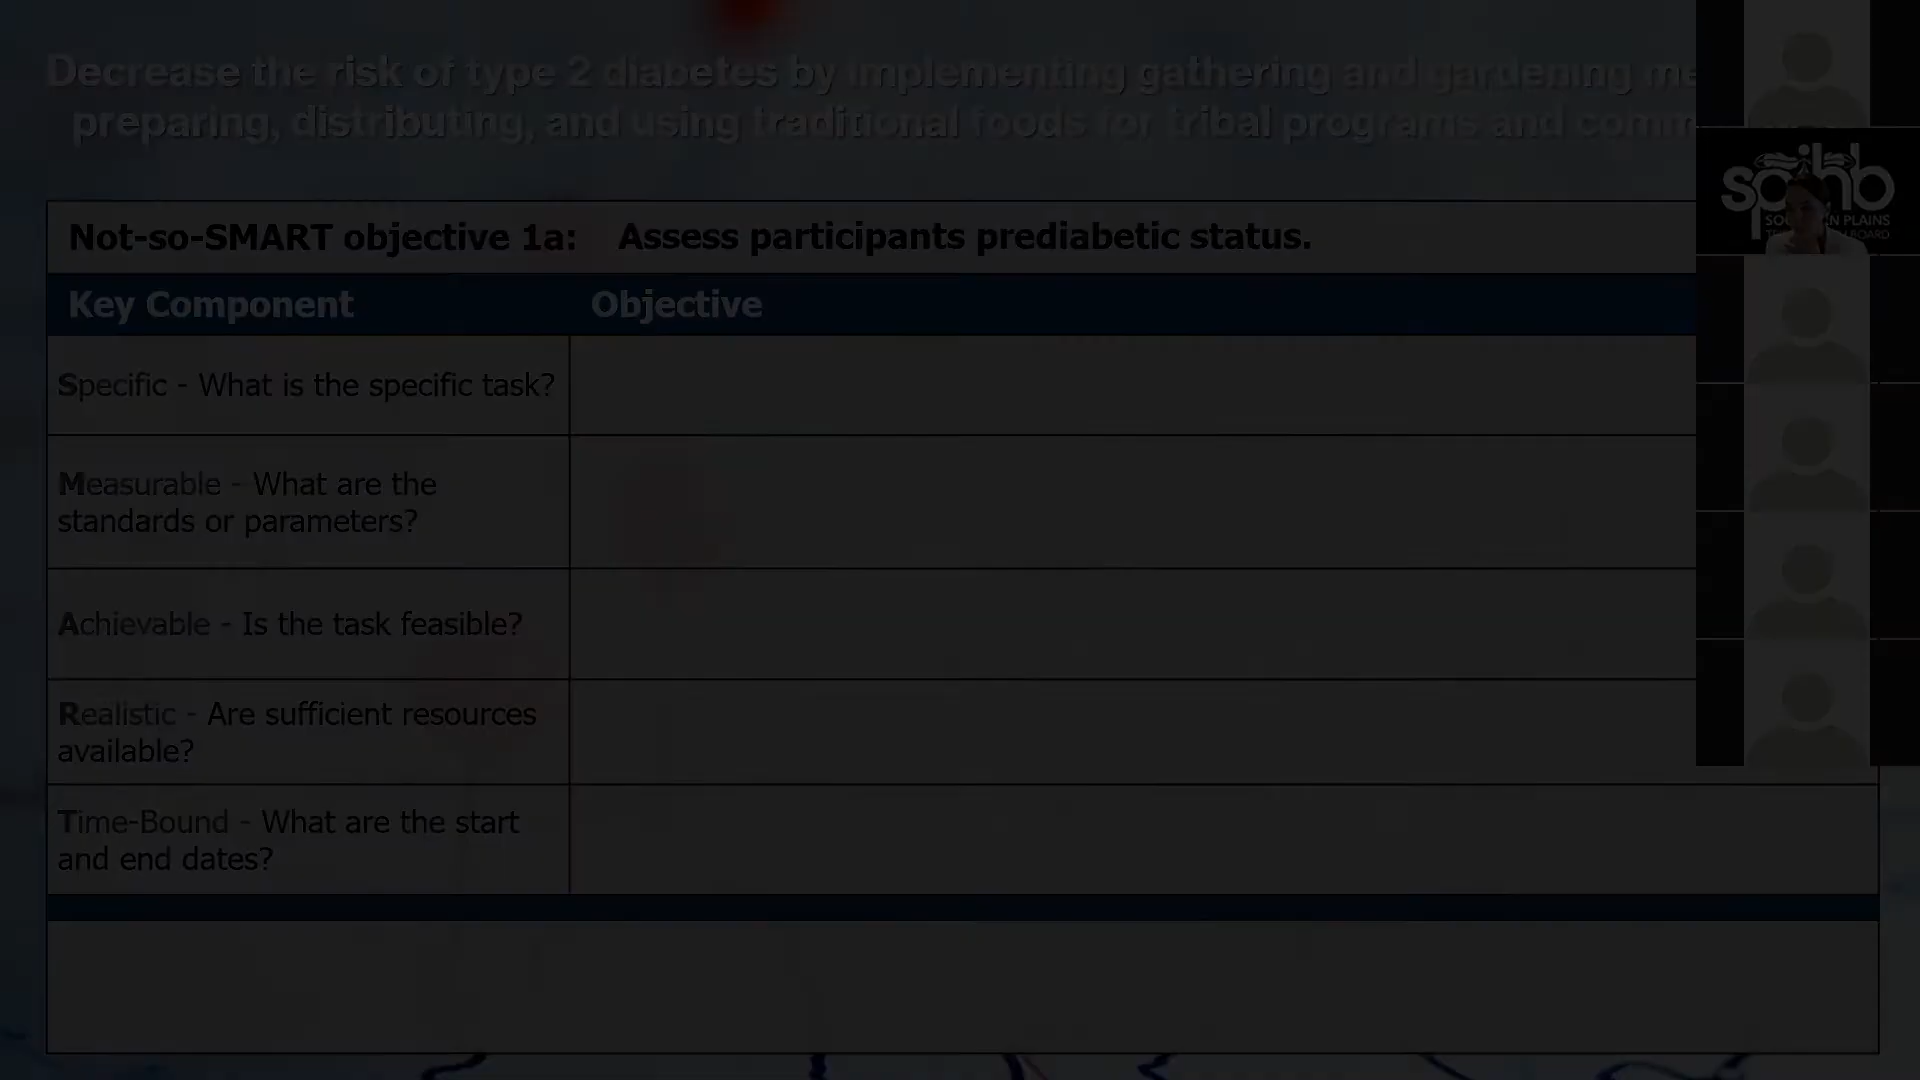 Decrease the risk of type 2 diabetes by implementing gathering and gardening me
preparing, distributing, and using traditional foods for tribal programs and comm
Not-so-SMART objective 1a: Assess participants prediabetic status.
Key Component Objective
Specific - What is the specific task?
Measurable - What are the
standards or parameters?
Achievable - Is the task feasible?
Realistic - Are sufficient resources
available?
Time-Bound - What are the start
and end dates?
PLAINS
BOARD